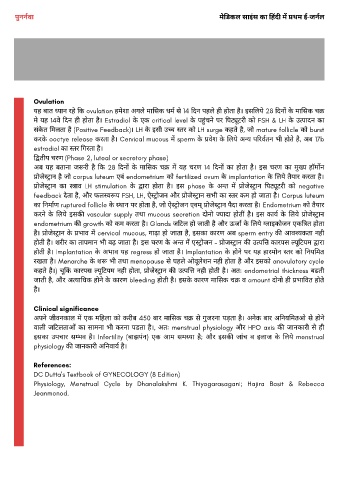 पुनर्नवा
मेडिकल साइंस का हिंदी में प्रथम ई-जर्नल
Ovulation
यह बात ध्यान रहे कि ovulation हमेशा अगले मासिक धर्म से 14 दिन पहले ही होता है। इसलिये 28 दिनों के मासिक चक्र
मे यह 14वे दिन ही होता है। Estradiol के एक critical level के पहुंचने पर पिट्यूटरी को FSH & LH के उत्पादन का
संकेत मिलता है (Positive Feedback)। LH के इसी उच्च स्तर को LH surge कहते है, जो mature follicle को burst
करके oocyte release करता है। Cervical mucous में sperm के प्रवेश के लिये अन्य परिवर्तन भी होते है, अब 17b
estradiol का स्तर गिरता है।
द्वितीय चरण (Phase 2, luteal or secretory phase)
अब यह बताना जरूरी है कि 28 दिनों के मासिक चक्र में यह चरण 14 दिनों का होता है। इस चरण का मुख्य हॉर्मोन
प्रोजेस्ट्रान है जो corpus luteum एवं endometrium को fertilized ovum के implantation के लिये तैयार करता है।
प्रोजेस्ट्रान का स्त्राव LH stimulation के द्वारा होता है। इस phase के अन्त में प्रोजेस्ट्रान पिट्यूटरी को negative
feedback देता है, और फलस्वरूप FSH, LH, ऐस्ट्रोजन और प्रोजेस्ट्रान सभी का स्तर कम हो जाता है। Corpus luteum
का निर्माण ruptured follicle के स्थान पर होता है, जो ऐस्ट्रोजन एवम् प्रोजेस्ट्रान पैदा करता है। Endometrium को तैयार
करने के लिये इसकी vascular supply तथा mucous secretion दोनो ज्यादा होती है। इस कार्य के लिये प्रोजेस्ट्रान
endometrium की growth को कम करता है। Glands जटिल हो जाती है और ऊर्जा के लिये ग्लाइकोजन एकत्रित होता
है। प्रोजेस्ट्रान के प्रभाव में cervical mucous, गाढ़ा हो जाता है, इसका कारण अब sperm entry की आवश्यकता नही
होती है। शरीर का तापमान भी बढ़ जाता है। इस चरण के अन्त में एस्ट्रोजन - प्रोजस्ट्रान की उत्पत्ति कारपस ल्यूटियम द्वारा
होती है। Implantation के अभाव यह regress हो जाता है। Implantation के होने पर यह हारमोन स्तर को नियमित
रखता है। Menarche के शरू भी तथा menopause से पहले ओव्युलेशन नही होता है और इसको anovulatory cycle
कहते है।) चूंकि कारपस ल्यूटियम नही होता, प्रोजेस्ट्रान की उत्पत्ति नही होती है। अतः endometrial thickness बढती
जाती है, और अत्याधिक होने के कारण bleeding होती है। इसके कारण मासिक चक्र व amount दोनो ही प्रभावित होते
है।
Clinical significance
अपने जीवनकाल में एक महिला को करीब 450 बार मासिक चक्र से गुजरना पड़ता है। अनेक बार अनियमितताओ से होने
वाली जटिलताओं का सामना भी करना पड़ता है।, अतः menstrual physiology और HPO axis की जानकारी से ही
इसका उपचार सम्भव है। Infertility (बाझपन) एक आम समस्या है; और इसकी जांच व इलाज के लिये menstrual
physiology की जानकारी अनिवार्य है।
References:
DC Dutta's Textbook of GYNECOLOGY (8 Edition)
Physiology, Menstrual Cycle by Dhanalakshmi K. Thiyagarasagani; Hajira Basit & Rebecca
Jeanmonod.